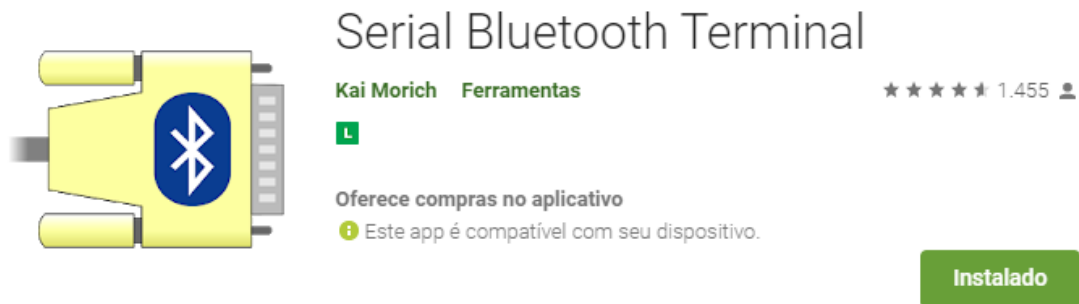 Serial Bluetooth Terminal
Kai Morich Ferramentas 1.455
L
Oferece compras no aplicativo
Este app é compatível com seu dispositivo.
Instalado